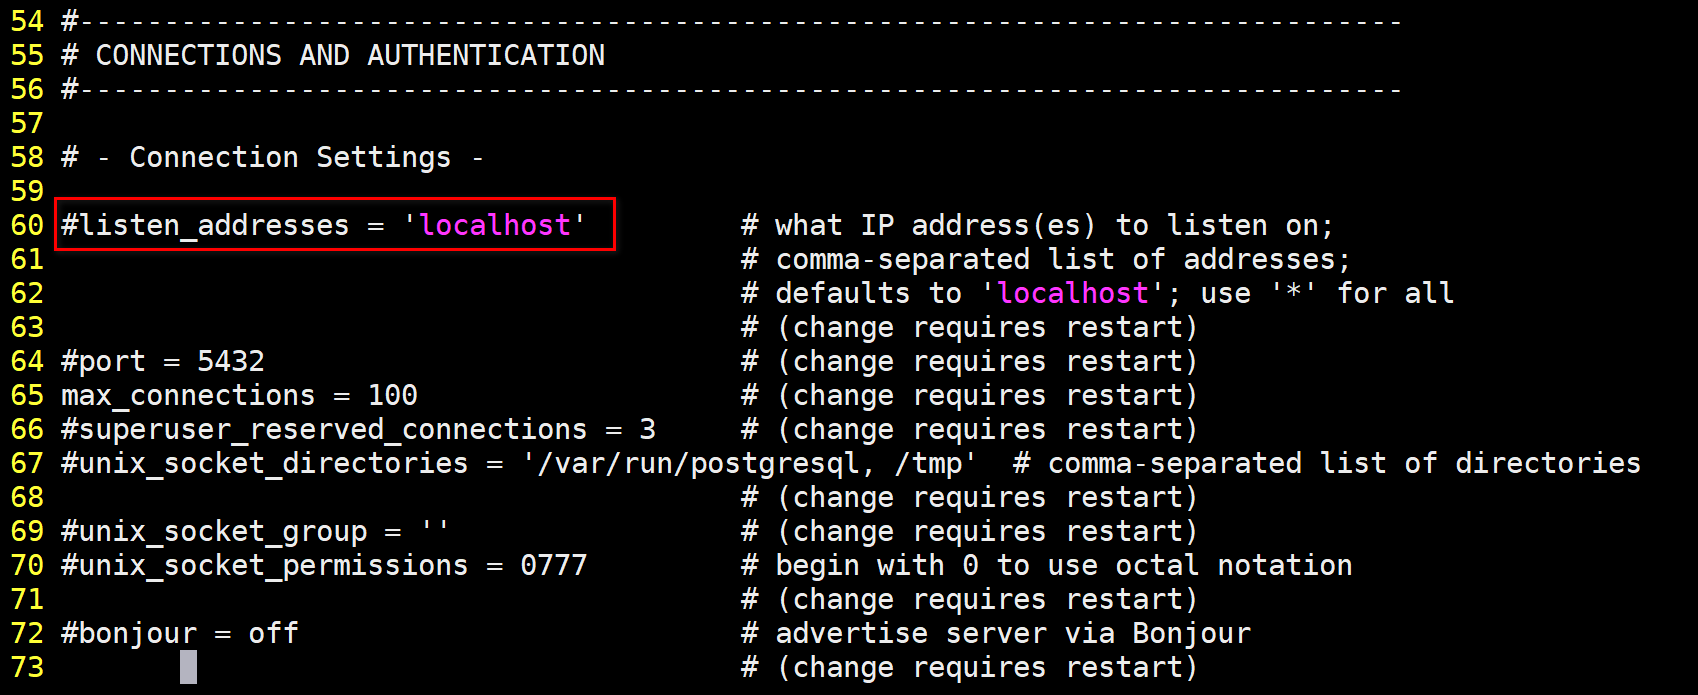 54 #------------------------------------------------------------------------------
55 # CONNECTIONS AND AUTHENTICATION
56 #------------------------------------------------------------------------------
57
58 # - Connection Settings -
59
60 #listen_addresses = 'localhost'         # what IP address(es) to listen on;
61                                         # comma-separated list of addresses;
62                                         # defaults to 'localhost'; use '*' for all
63                                         # (change requires restart)
64 #port = 5432                            # (change requires restart)
65 max_connections = 100                   # (change requires restart)
66 #superuser_reserved_connections = 3     # (change requires restart)
67 #unix_socket_directories = '/var/run/postgresql, /tmp'  # comma-separated list of directories
68                                         # (change requires restart)
69 #unix_socket_group = ''                 # (change requires restart)
70 #unix_socket_permissions = 0777         # begin with 0 to use octal notation
71                                         # (change requires restart)
72 #bonjour = off                          # advertise server via Bonjour
73                                         # (change requires restart)